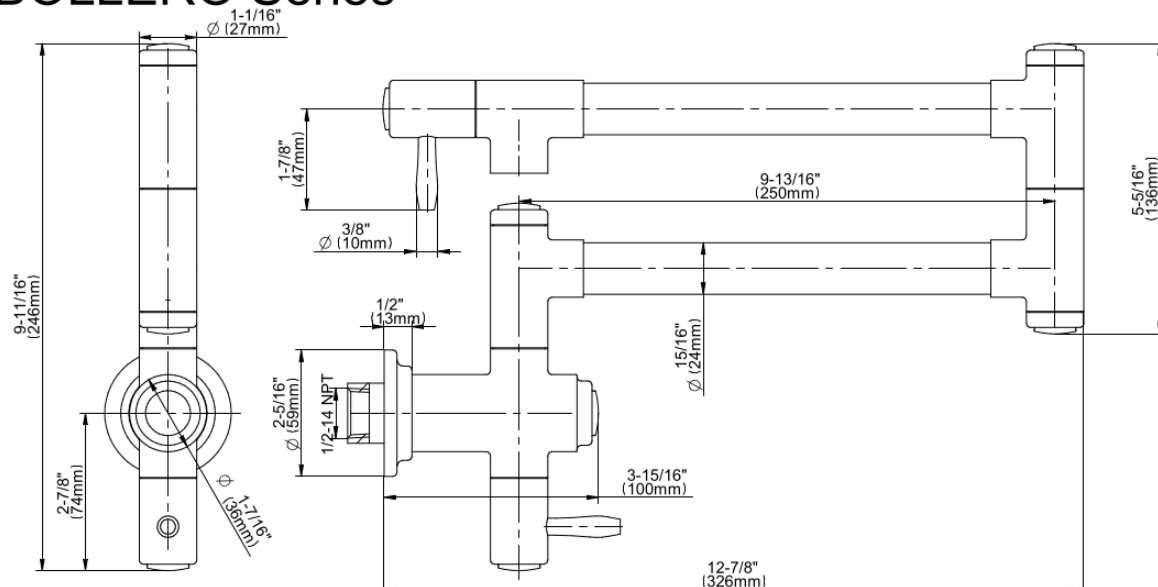 1-1/16"
Ø (27mm)
1-7/8"
(47mm)
9-13/16"
(250mm)
5-5/16"
(136mm)
3/8"
Ø (10mm)
9-11/16"
(246mm)
1/2"
(13mm)
15/16"
Ø (24mm)
2-5/16"
Ø (59mm)
1/2-14 NPT
2-7/8"
(74mm)
Ø 1-7/16"
(36mm)
3-15/16"
(100mm)
12-7/8"
(326mm)